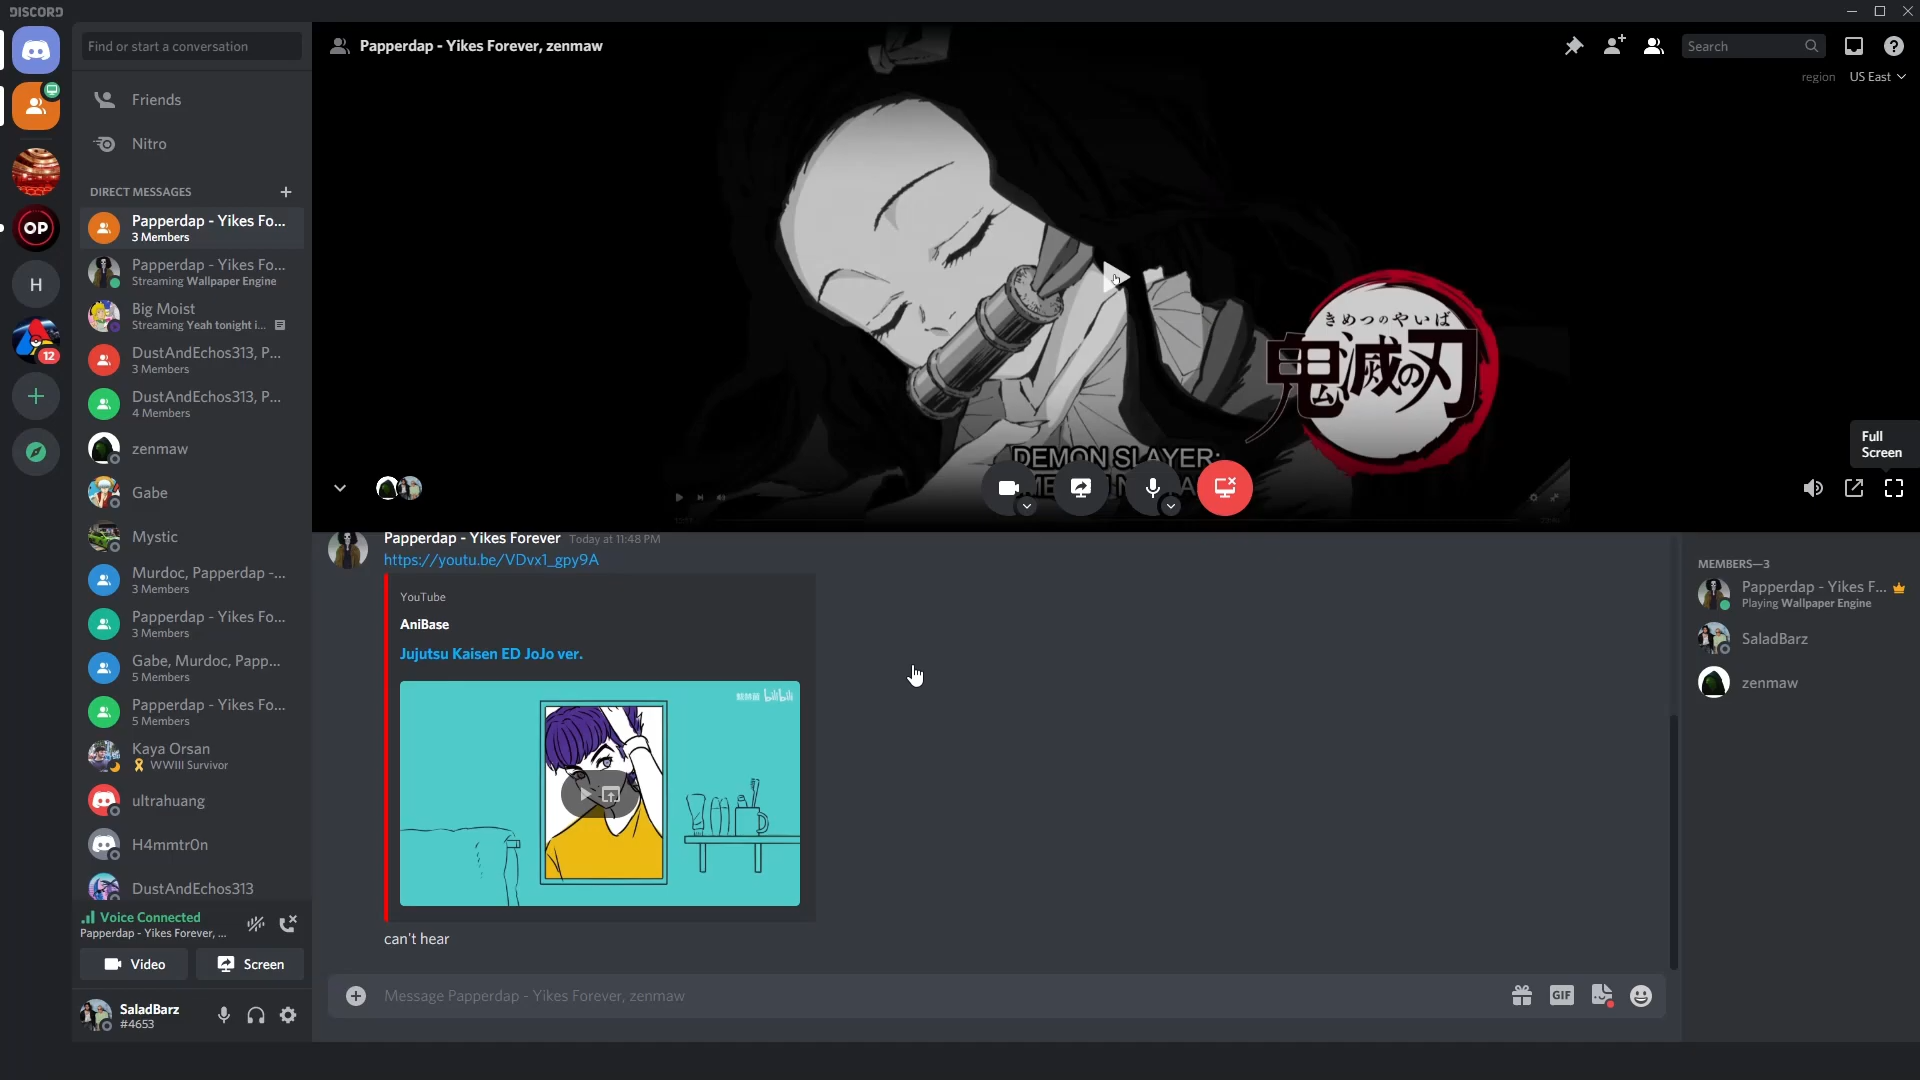 DISCORD
Find or start a conversation
Friends
Nitro
DIRECT MESSAGES
Papperdap - Yikes Fo...
3 Members
Papperdap - Yikes Fo...
Streaming Wallpaper Engine
Big Moist
Streaming Yeah tonight i...
DustAndEchos313, P...
3 Members
DustAndEchos313, P...
4 Members
zenmaw
Gabe
Mystic
Murdoc, Papperdap -...
3 Members
Papperdap - Yikes Fo...
3 Members
Gabe, Murdoc, Papp...
5 Members
Papperdap - Yikes Fo...
5 Members
Kaya Orsan
WWIII Survivor
ultrahuang
H4mmtr0n
DustAndEchos313
OP
H
12
Voice Connected
Papperdap - Yikes Forever, ...
Video
Screen
SaladBarz
#4653
Papperdap - Yikes Forever, zenmaw
Search
region US East
きめつのやいば
鬼滅の刃
DEMON SLAYER:
Full
Screen
Papperdap - Yikes Forever Today at 11:48 PM
https://youtu.be/VDvx1_gpy9A
YouTube
AniBase
Jujutsu Kaisen ED JoJo ver.
bilibili
can't hear
Message Papperdap - Yikes Forever, zenmaw
GIF
MEMBERS—3
Papperdap - Yikes F...
Playing Wallpaper Engine
SaladBarz
zenmaw